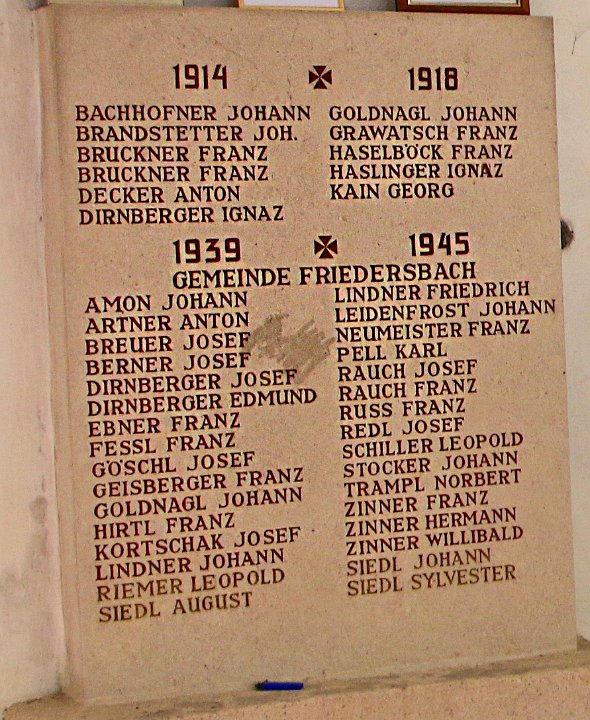 1914 1918
BACHHOFNER JOHANN
BRANDSTETTER JOH.
BRUCKNER FRANZ
BRUCKNER FRANZ
DECKER ANTON
DIRNBERGER IGNAZ
GOLDNAGL JOHANN
GRAWATSCH FRANZ
HASELBÖCK FRANZ
HASLINGER IGNAZ
KAIN GEORG
1939 1945
GEMEINDE FRIEDERSBACH
AMON JOHANN
ARTNER ANTON
BREUER JOSEF
BERNER JOSEF
DIRNBERGER JOSEF
DIRNBERGER EDMUND
EBNER FRANZ
FESSL FRANZ
GÖSCHL JOSEF
GEISBERGER FRANZ
GOLDNAGL JOHANN
HIRTL FRANZ
KORTSCHAK JOSEF
LINDNER JOHANN
RIEMER LEOPOLD
SIEDL AUGUST
LINDNER FRIEDRICH
LEIDENFROST JOHANN
NEUMEISTER FRANZ
PELL KARL
RAUCH JOSEF
RAUCH FRANZ
RUSS FRANZ
REDL JOSEF
SCHILLER LEOPOLD
STOCKER JOHANN
TRAMPL NORBERT
ZINNER FRANZ
ZINNER HERMANN
ZINNER WILLIBALD
SIEDL JOHANN
SIEDL SYLVESTER